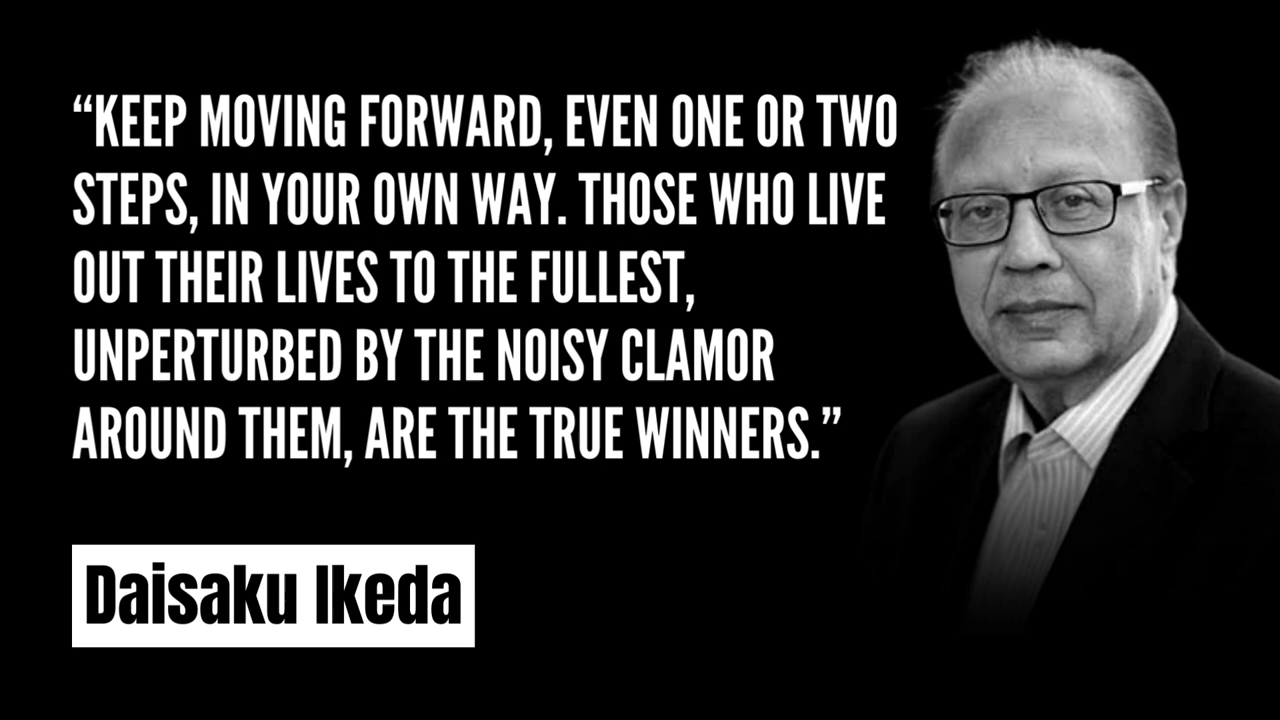 “KEEP MOVING FORWARD, EVEN ONE OR TWO
STEPS, IN YOUR OWN WAY. THOSE WHO LIVE
OUT THEIR LIVES TO THE FULLEST,
UNPERTURBED BY THE NOISY CLAMOR
AROUND THEM, ARE THE TRUE WINNERS.”
Daisaku Ikeda